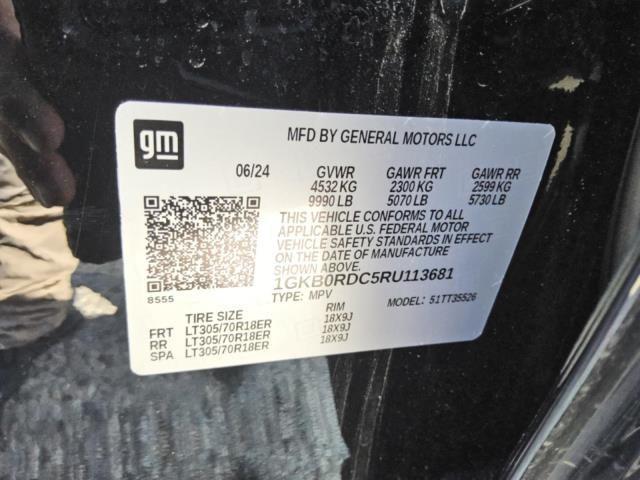 gm
MFD BY GENERAL MOTORS LLC
06/24 GVWR GAWR FRT GAWR RR
4532 KG 2300 KG 2599 KG
9990 LB 5070 LB 5730 LB
THIS VEHICLE CONFORMS TO ALL
APPLICABLE U.S. FEDERAL MOTOR
VEHICLE SAFETY STANDARDS IN EFFECT
ON THE DATE OF MANUFACTURE
SHOWN ABOVE.
1GKB0RDC5RU113681
8555
TYPE: MPV MODEL: 51TT35526
TIRE SIZE RIM
FRT LT305/70R18ER 18X9J
RR LT305/70R18ER 18X9J
SPA LT305/70R18ER 18X9J